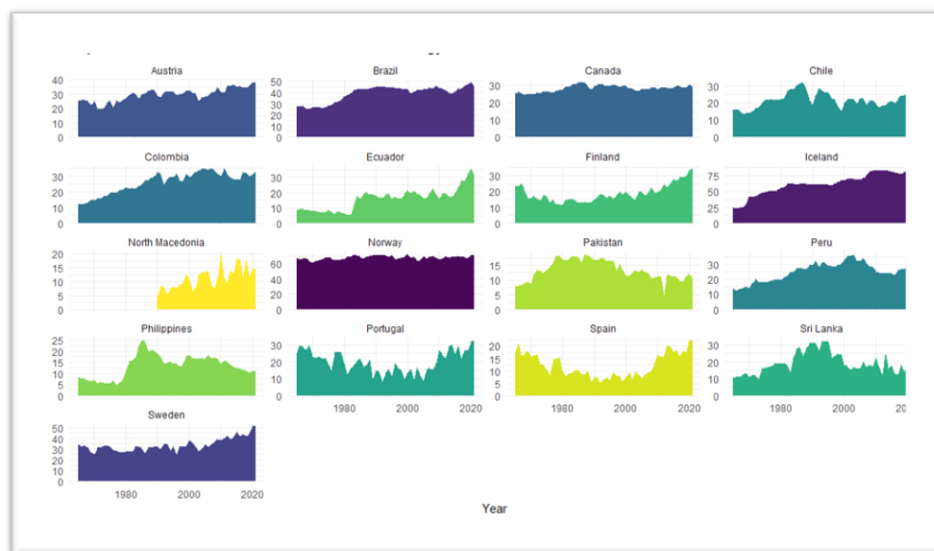 Austria Brazil Canada Chile
40 50 30 30
30 40 20 20
20 30 10 10
10 20 0 0
0 10
0
Colombia Ecuador Finland Iceland
30 30 30 75
20 20 20 50
10 10 10 25
0 0 0 0
North Macedonia Norway Pakistan Peru
20 60 15 30
15 40 10 20
10 20 5 10
5 0 0 0
0
Philippines Portugal Spain Sri Lanka
25 30 20 30
20 20 15 20
15 10 10 10
10 0 5 0
5 0
0
1980 2000 2020 1980 2000 2020 1980 2000 20
Sweden
50
40
30
20
10
0
1980 2000 2020
Year